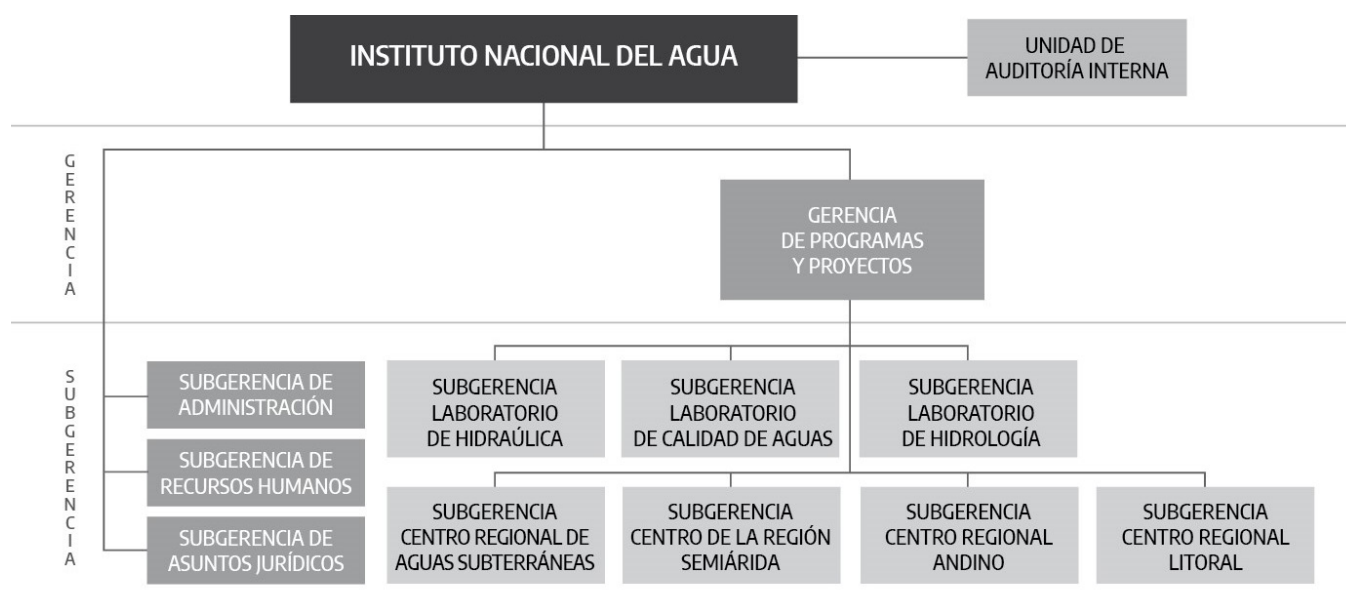 INSTITUTO NACIONAL DEL AGUA
UNIDAD DE
AUDITORÍA INTERNA
GERENCIA
GERENCIA
DE PROGRAMAS
Y PROYECTOS
SUBGERENCIA
SUBGERENCIA DE
ADMINISTRACIÓN
SUBGERENCIA DE
RECURSOS HUMANOS
SUBGERENCIA DE
ASUNTOS JURÍDICOS
SUBGERENCIA
LABORATORIO
DE HIDRAÚLICA
SUBGERENCIA
LABORATORIO
DE CALIDAD DE AGUAS
SUBGERENCIA
LABORATORIO
DE HIDROLOGÍA
SUBGERENCIA
CENTRO REGIONAL DE
AGUAS SUBTERRÁNEAS
SUBGERENCIA
CENTRO DE LA REGIÓN
SEMIÁRIDA
SUBGERENCIA
CENTRO REGIONAL
ANDINO
SUBGERENCIA
CENTRO REGIONAL
LITORAL